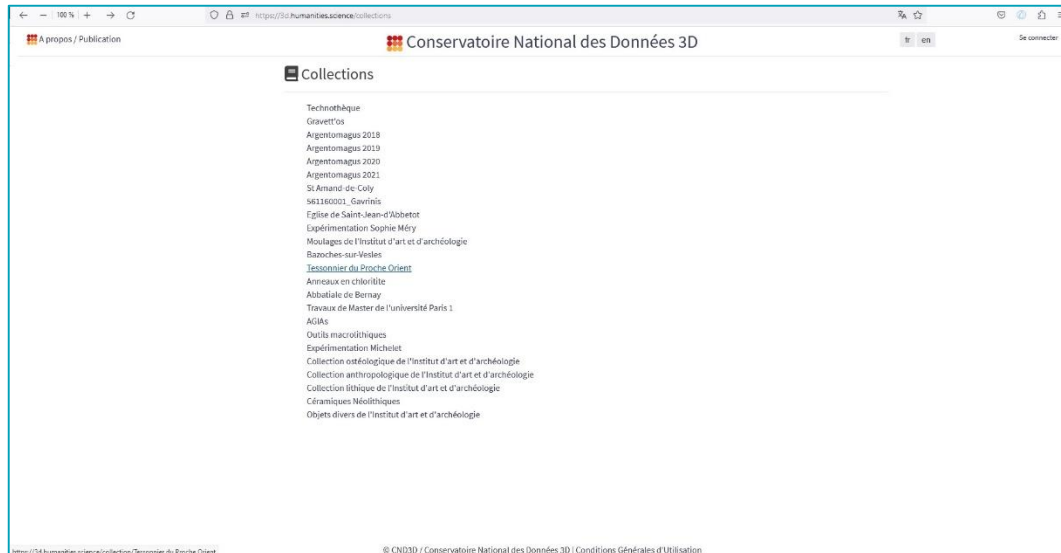 100 %
https://3d.humanities.science/collections
A propos / Publication
Conservatoire National des Données 3D
fr en
Se connecter
Collections
Technothèque
Gravett'os
Argentomagus 2018
Argentomagus 2019
Argentomagus 2020
Argentomagus 2021
St Amand-de-Coly
561160001_Gavrinis
Eglise de Saint-Jean-d'Abbetot
Expérimentation Sophie Méry
Moulages de l'Institut d'art et d'archéologie
Bazoches-sur-Vesles
Tessonnier du Proche Orient
Anneaux en chloritite
Abbatiale de Bernay
Travaux de Master de l'université Paris 1
AGIAs
Outils macrolithiques
Expérimentation Michelet
Collection ostéologique de l'Institut d'art et d'archéologie
Collection anthropologique de l'Institut d'art et d'archéologie
Collection lithique de l'Institut d'art et d'archéologie
Céramiques Néolithiques
Objets divers de l'Institut d'art et d'archéologie
https://3d.humanities.science/collection/Tessonnier du Proche Orient
© CND3D / Conservatoire National des Données 3D | Conditions Générales d'Utilisation